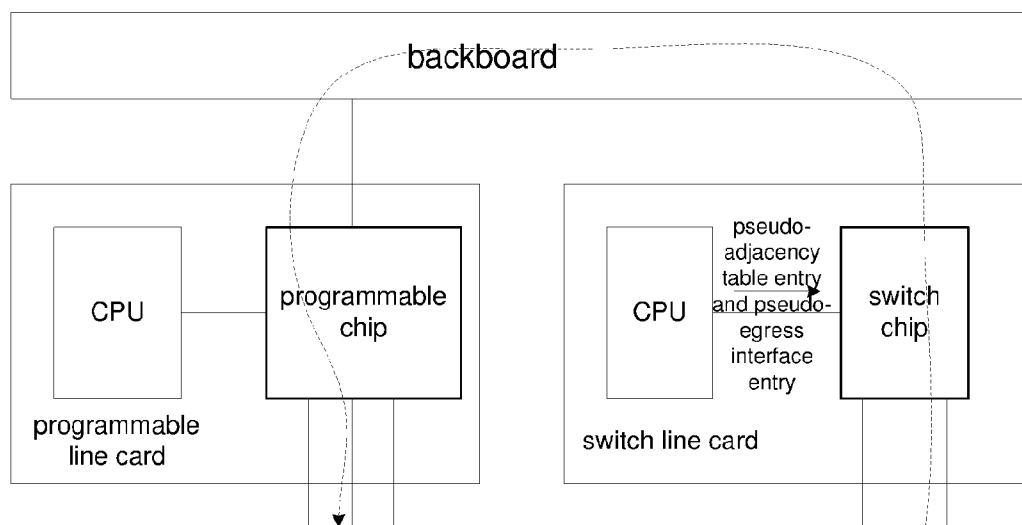 backboard
CPU
programmable
chip
programmable
line card
CPU
pseudo-
adjacency
table entry
and pseudo-
egress
interface
entry
switch
chip
switch line card